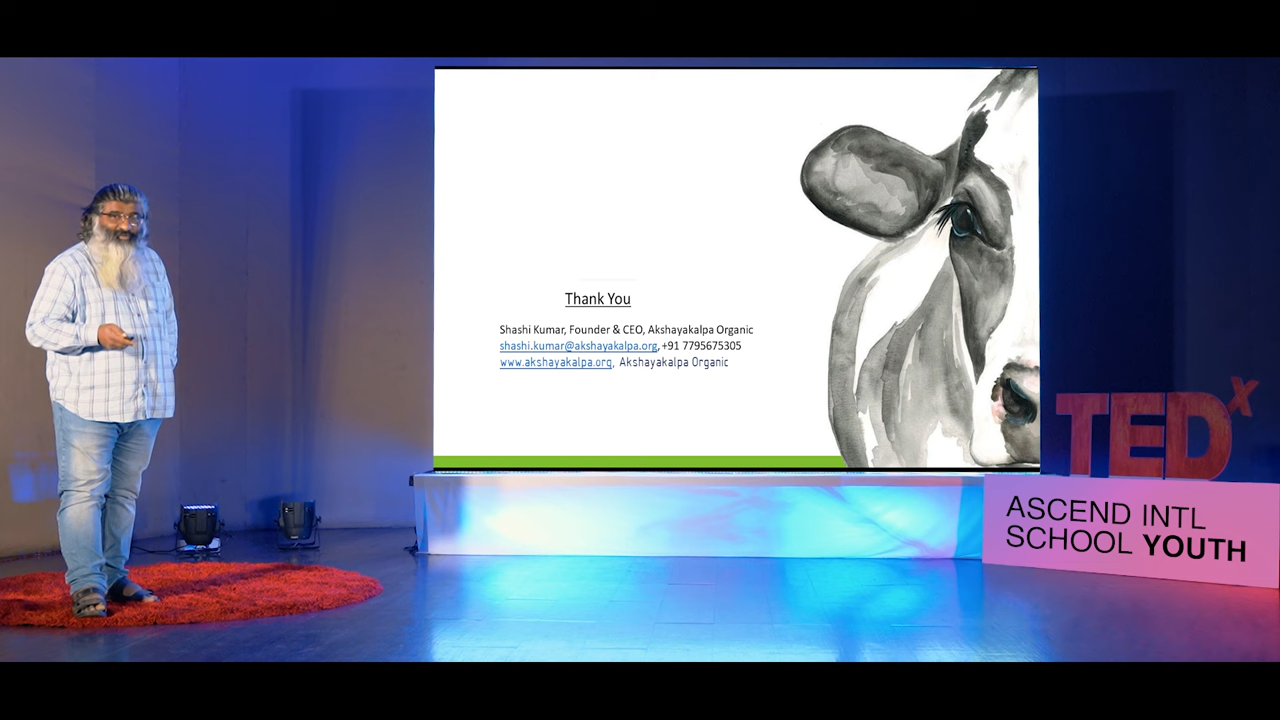 Thank You
Shashi Kumar, Founder & CEO, Akshayakalpa Organic
shashi.kumar@akshayakalpa.org, +91 7795675305
www.akshayakalpa.org, Akshayakalpa Organic
TEDx
ASCEND INTL
SCHOOL YOUTH